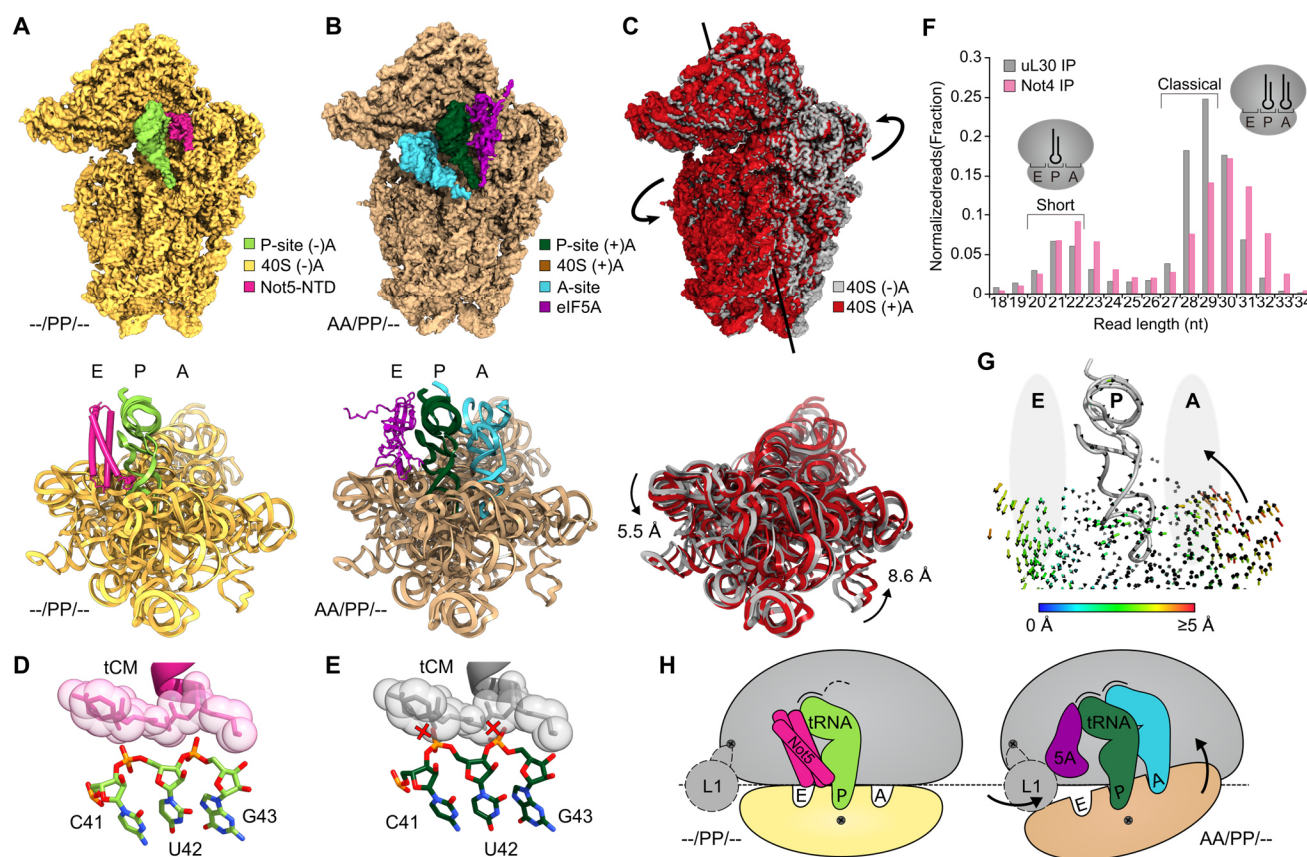 A
P-site (-)A
40S (-)A
Not5-NTD
--/PP/--
E P A
--/PP/--
B
P-site (+)A
40S (+)A
A-site
eIF5A
AA/PP/--
E P A
AA/PP/--
C
40S (-)A
40S (+)A
5.5 Å
8.6 Å
D
tCM
C41
U42
G43
E
tCM
C41
U42
G43
F
uL30 IP
Not4 IP
Classical
Short
E P A
E P A
Normalizedreads(Fraction)
0.3
0.25
0.2
0.15
0.1
0.05
0
18 19 20 21 22 23 24 25 26 27 28 29 30 31 32 33 34
Read length (nt)
G
E P A
0 Å
≥5 Å
H
tRNA
Not5
L1
E
P
A
--/PP/--
tRNA
5A
L1
E
P
A
AA/PP/--